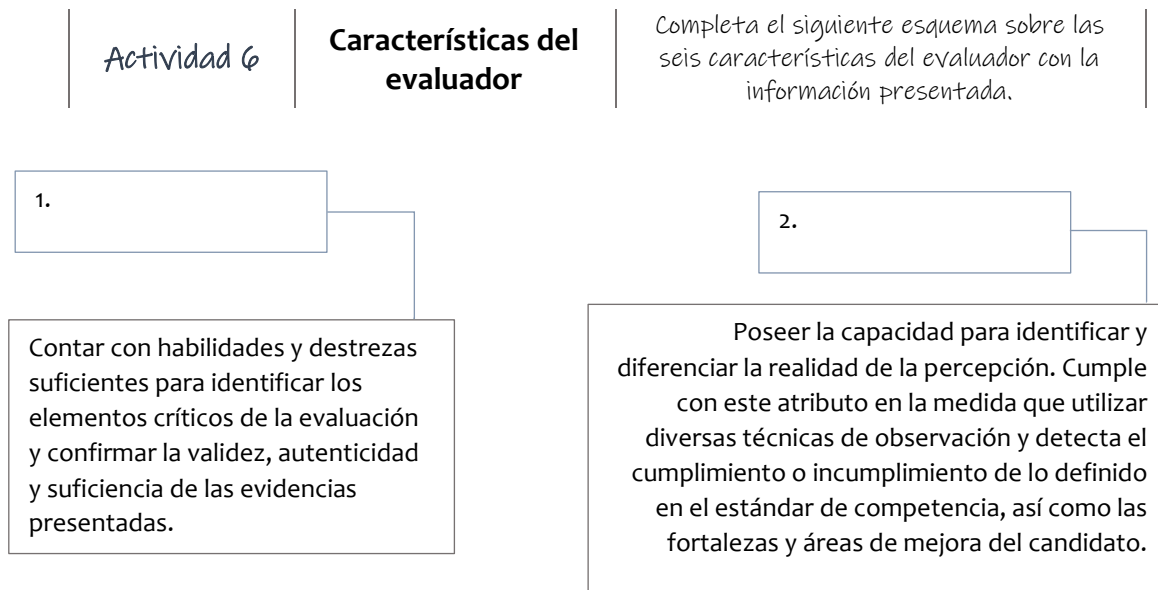 Actividad 6
Características del
evaluador
Completa el siguiente esquema sobre las
seis características del evaluador con la
información presentada.
1.
2.
Contar con habilidades y destrezas
suficientes para identificar los
elementos críticos de la evaluación
y confirmar la validez, autenticidad
y suficiencia de las evidencias
presentadas.
Poseer la capacidad para identificar y
diferenciar la realidad de la percepción. Cumple
con este atributo en la medida que utilizar
diversas técnicas de observación y detecta el
cumplimiento o incumplimiento de lo definido
en el estándar de competencia, así como las
fortalezas y áreas de mejora del candidato.